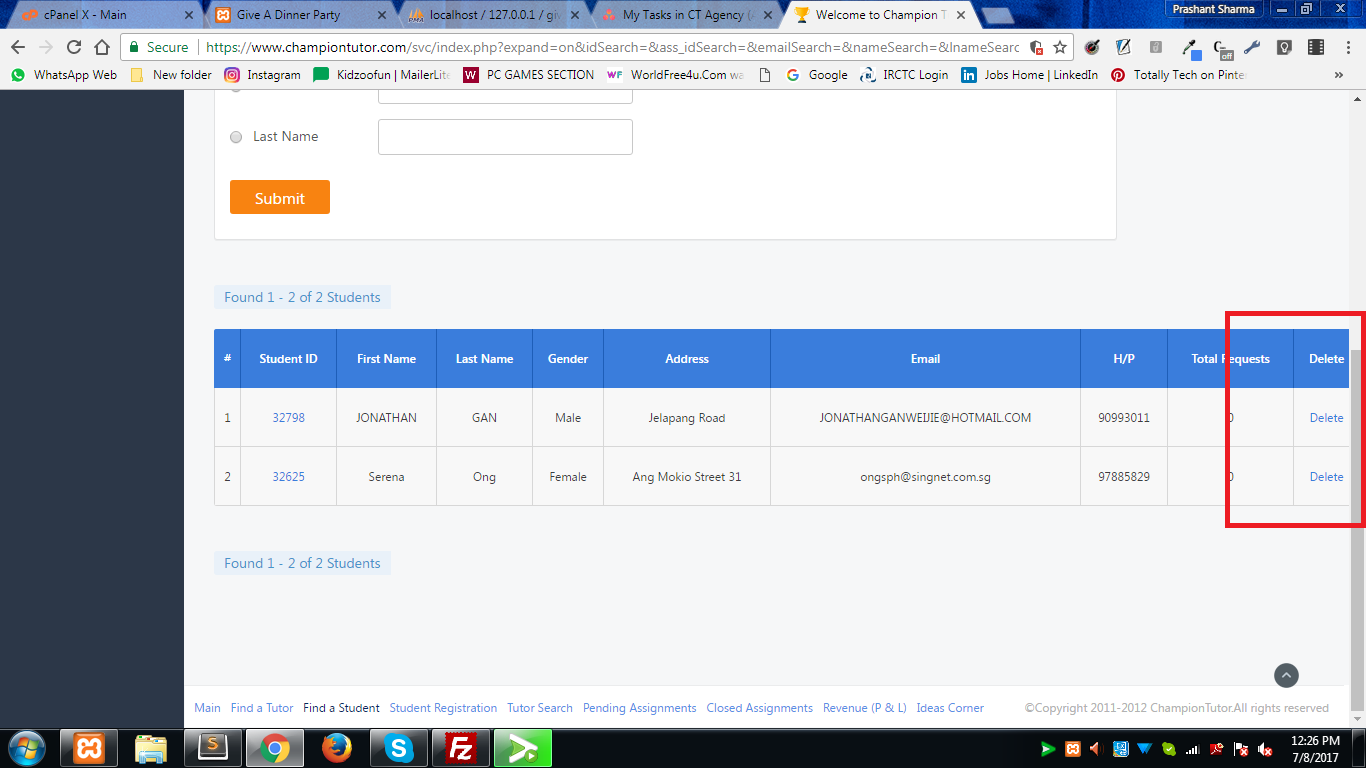 Prashant Sharma
cPanel X - Main
Give A Dinner Party
localhost / 127.0.0.1 / giv
My Tasks in CT Agency (
Welcome to Champion T
Secure
https://www.championtutor.com/svc/index.php?expand=on&idSearch=&ass_idSearch=&emailSearch=&nameSearch=&lnameSearc
off
WhatsApp Web
New folder
Instagram
Kidzoofun | MailerLite
PC GAMES SECTION
WorldFree4u.Com wa
Google
IRCTC Login
Jobs Home | LinkedIn
Totally Tech on Pinte
»
Last Name
Submit
Found 1 - 2 of 2 Students
# Student ID First Name Last Name Gender Address Email H/P Total Requests Delete
1 32798 JONATHAN GAN Male Jelapang Road JONATHANGANWEIJIE@HOTMAIL.COM 90993011 0 Delete
2 32625 Serena Ong Female Ang Mokio Street 31 ongsph@singnet.com.sg 97885829 0 Delete
Found 1 - 2 of 2 Students
Main Find a Tutor Find a Student Student Registration Tutor Search Pending Assignments Closed Assignments Revenue (P & L) Ideas Corner ©Copyright 2011-2012 ChampionTutor.All rights reserved
12:26 PM
7/8/2017